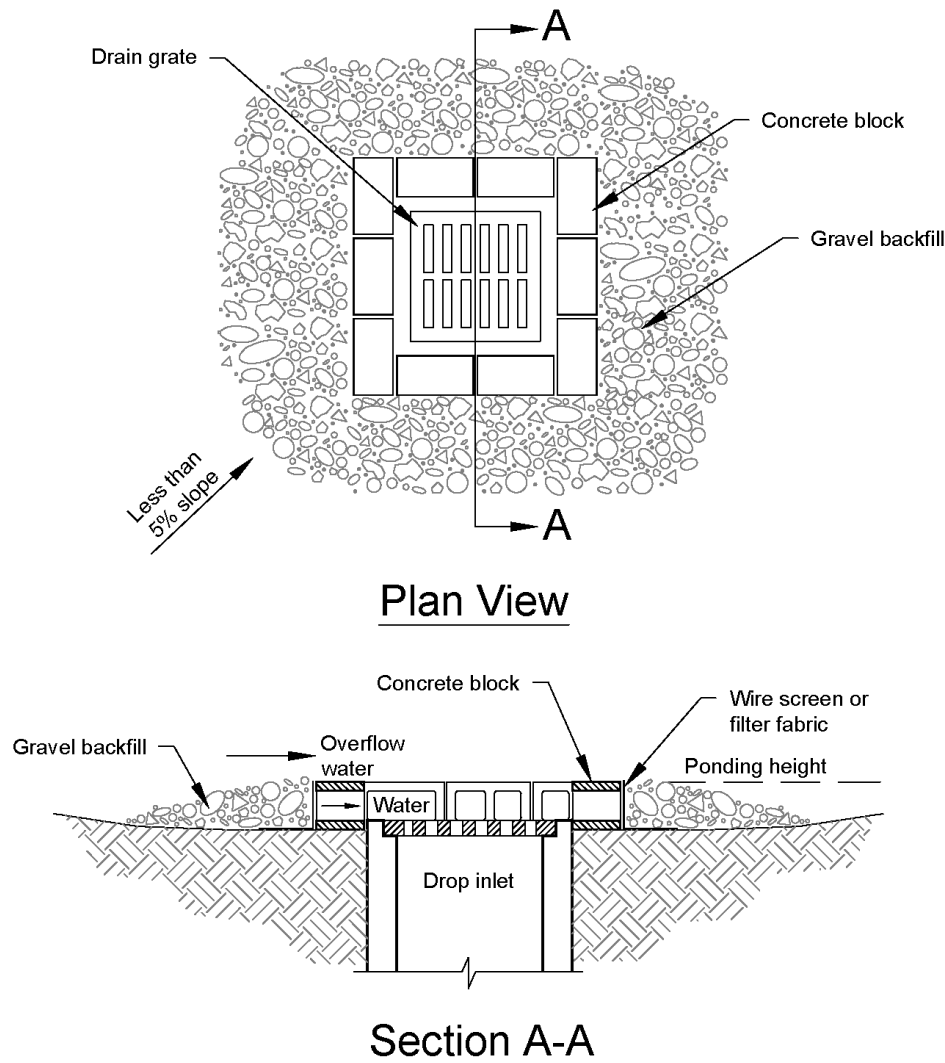 A
Drain grate
Concrete block
Gravel backfill
Less than
5% slope
A
Plan View
Concrete block
Wire screen or
filter fabric
Gravel backfill
Overflow
water
Ponding height
Water
Drop inlet
Section A-A